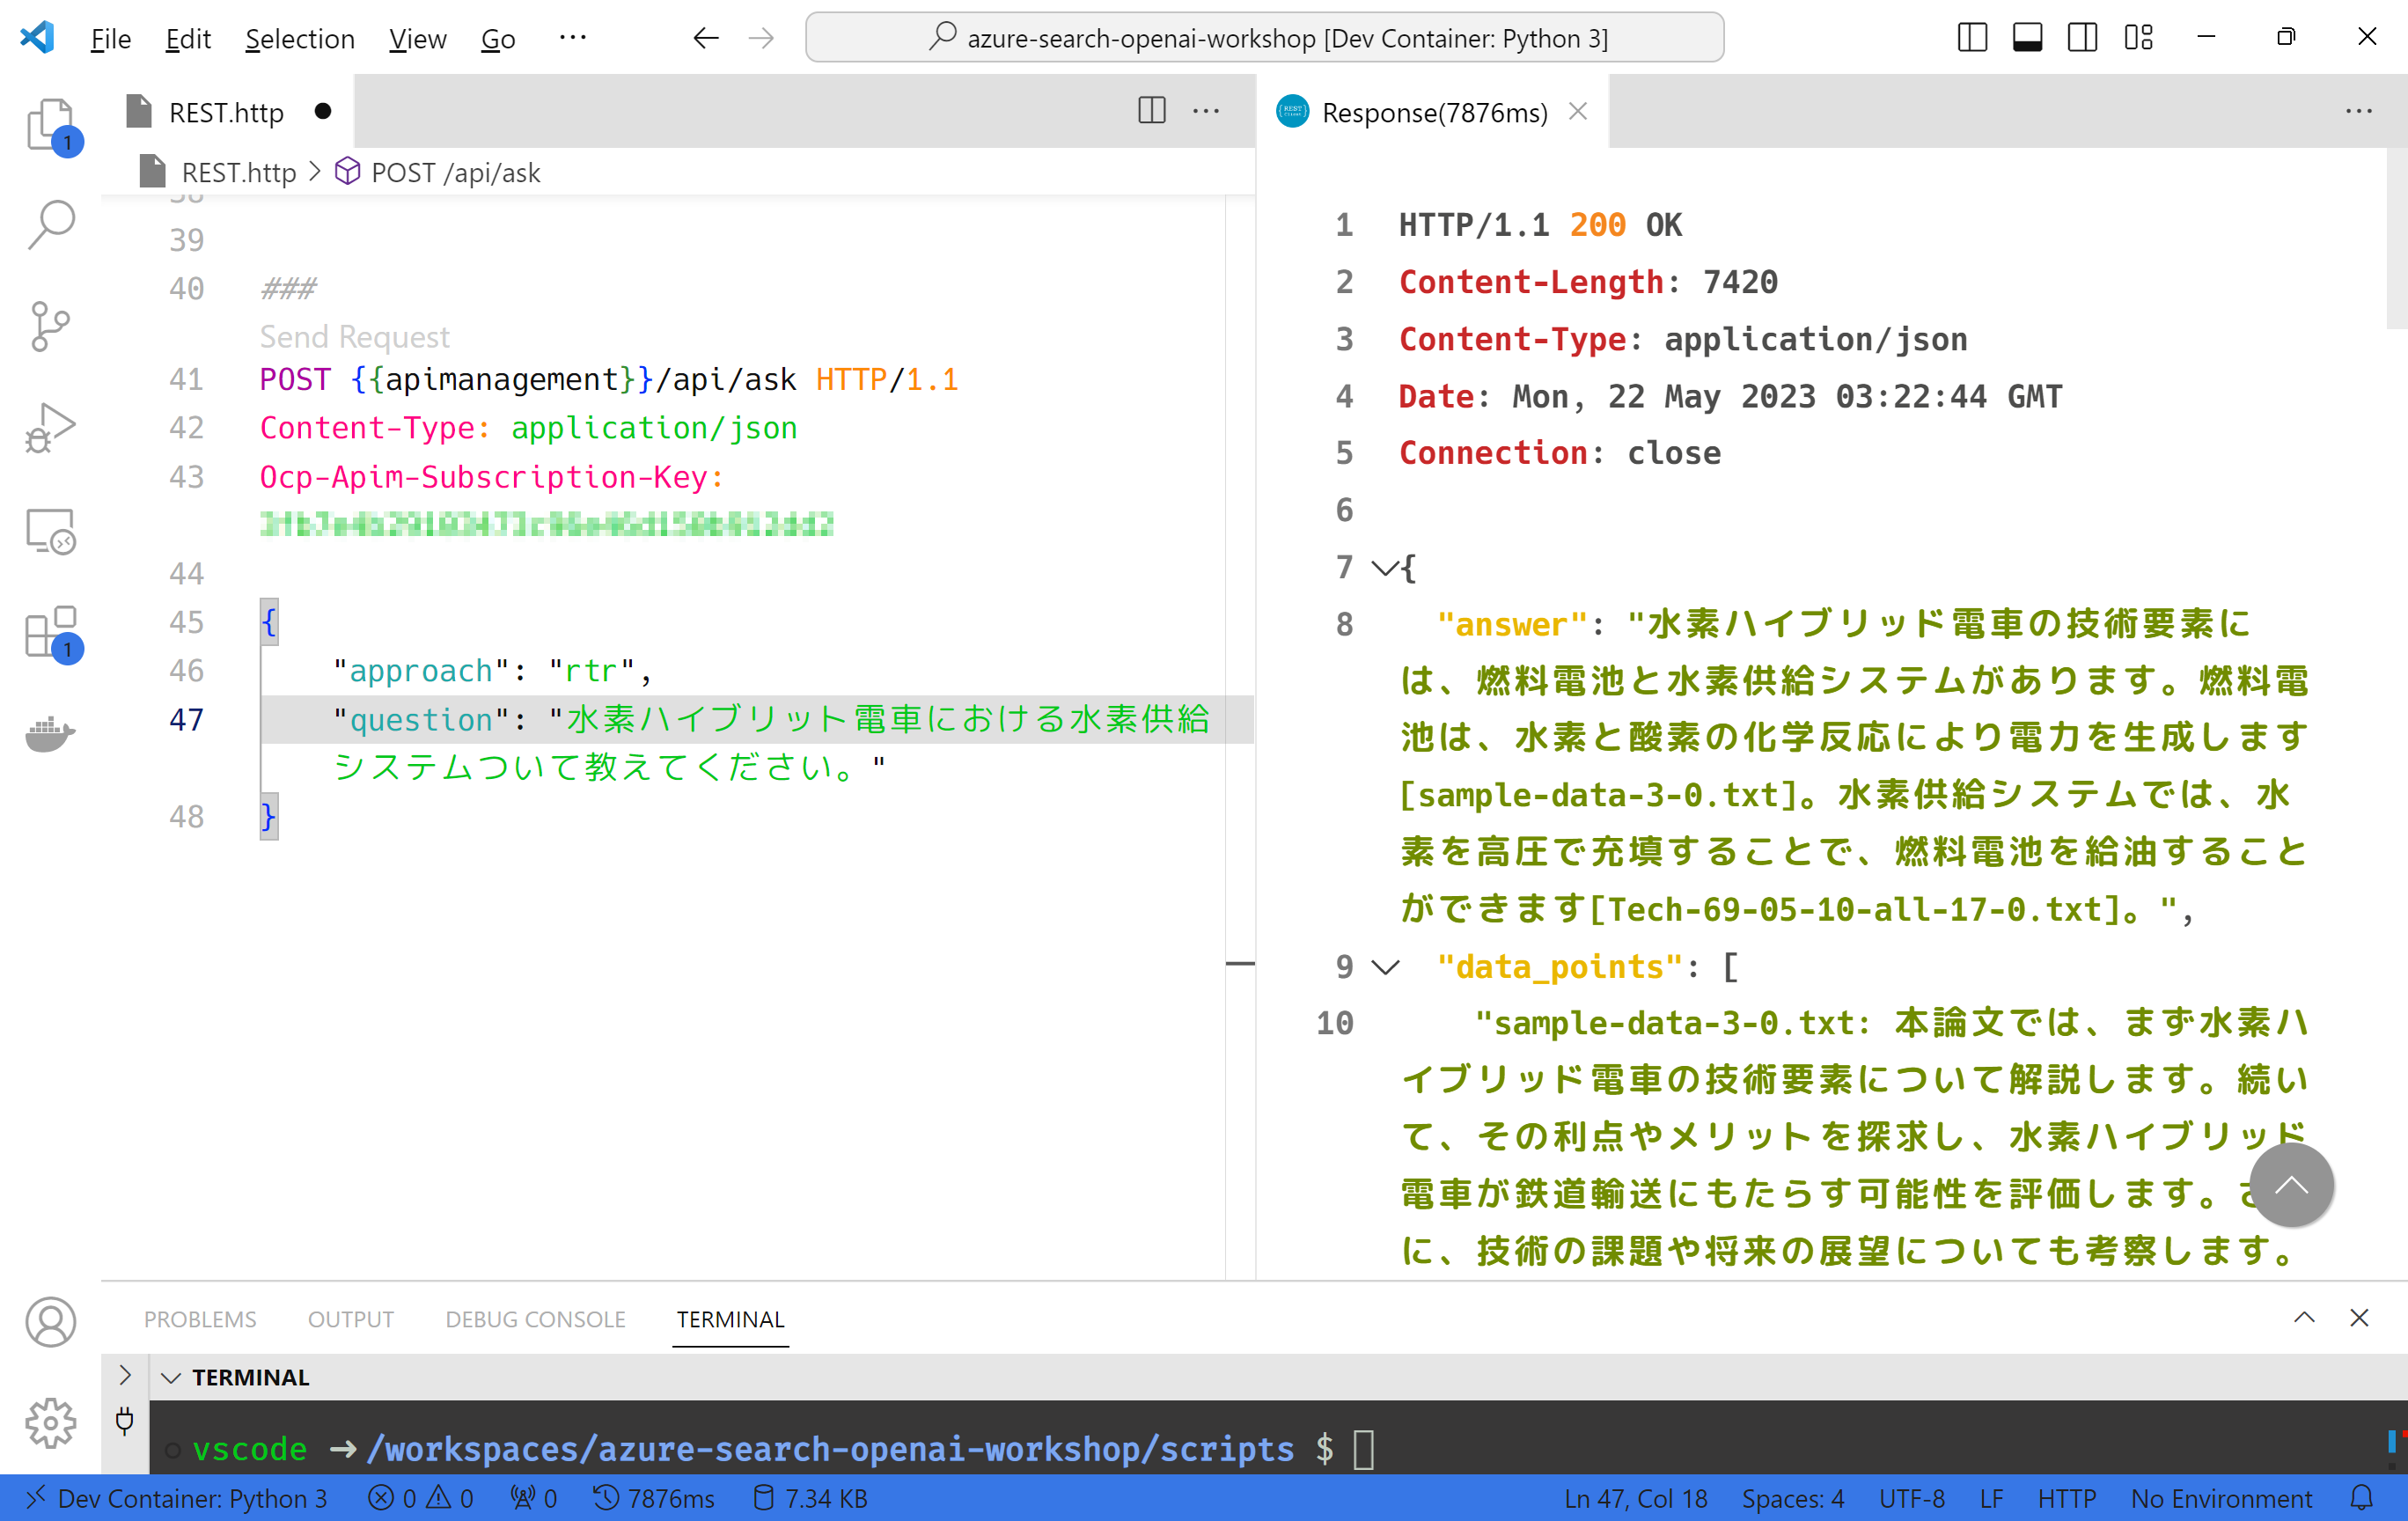 File Edit Selection View Go ···
azure-search-openai-workshop [Dev Container: Python 3]
1
1
REST.http
REST.http > POST /api/ask
38
39
40 ###
Send Request
41 POST {{apimanagement}}/api/ask HTTP/1.1
42 Content-Type: application/json
43 Ocp-Apim-Subscription-Key:
44
45 {
46 "approach": "rtr",
47 "question": "水素ハイブリット電車における水素供給
システムついて教えてください。"
48 }
Response(7876ms)
1 HTTP/1.1 200 OK
2 Content-Length: 7420
3 Content-Type: application/json
4 Date: Mon, 22 May 2023 03:22:44 GMT
5 Connection: close
6
7 {
8 "answer": "水素ハイブリッド電車の技術要素に
は、燃料電池と水素供給システムがあります。燃料電
池は、水素と酸素の化学反応により電力を生成します
[sample-data-3-0.txt]。水素供給システムでは、水
素を高圧で充填することで、燃料電池を給油すること
ができます[Tech-69-05-10-all-17-0.txt]。",
9 "data_points": [
10 "sample-data-3-0.txt: 本論文では、まず水素ハ
イブリッド電車の技術要素について解説します。続い
て、その利点やメリットを探求し、水素ハイブリッド
電車が鉄道輸送にもたらす可能性を評価します。さ
に、技術の課題や将来の展望についても考察します。
PROBLEMS OUTPUT DEBUG CONSOLE TERMINAL
TERMINAL
vscode ➜ /workspaces/azure-search-openai-workshop/scripts $
Dev Container: Python 3 0 0 0 7876ms 7.34 KB Ln 47, Col 18 Spaces: 4 UTF-8 LF HTTP No Environment